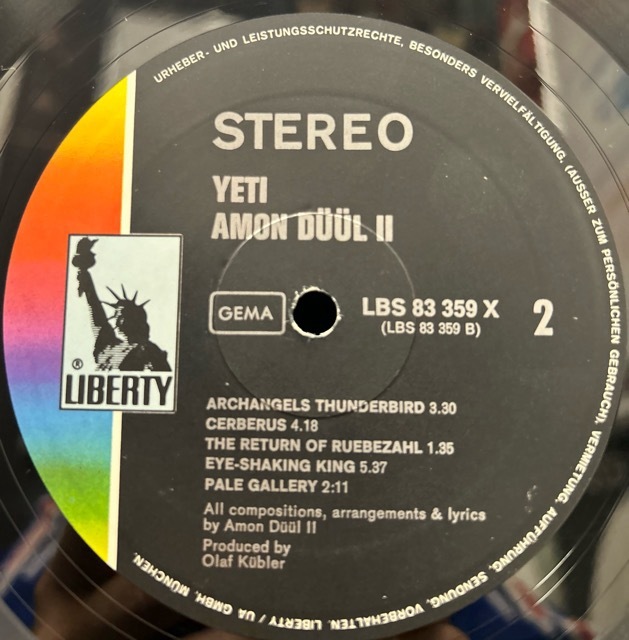 URHEBER- UND LEISTUNGSSCHUTZRECHTE, BESONDERS VERVIELFÄLTIGUNG, (AUSSER ZUM PERSÖNLICHEN GEBRAUCH), VERMIETUNG, AUFFÜHRUNG, SENDUNG, VORBEHALTEN. LIBERTY / UA GMBH, MÜNCHEN.
STEREO
YETI
AMON DÜÜL II
GEMA
LBS 83 359 X
(LBS 83 359 B)
2
®
LIBERTY
ARCHANGELS THUNDERBIRD 3.30
CERBERUS 4.18
THE RETURN OF RUEBEZAHL 1.35
EYE-SHAKING KING 5.37
PALE GALLERY 2:11
All compositions, arrangements & lyrics
by Amon Düül II
Produced by
Olaf Kübler